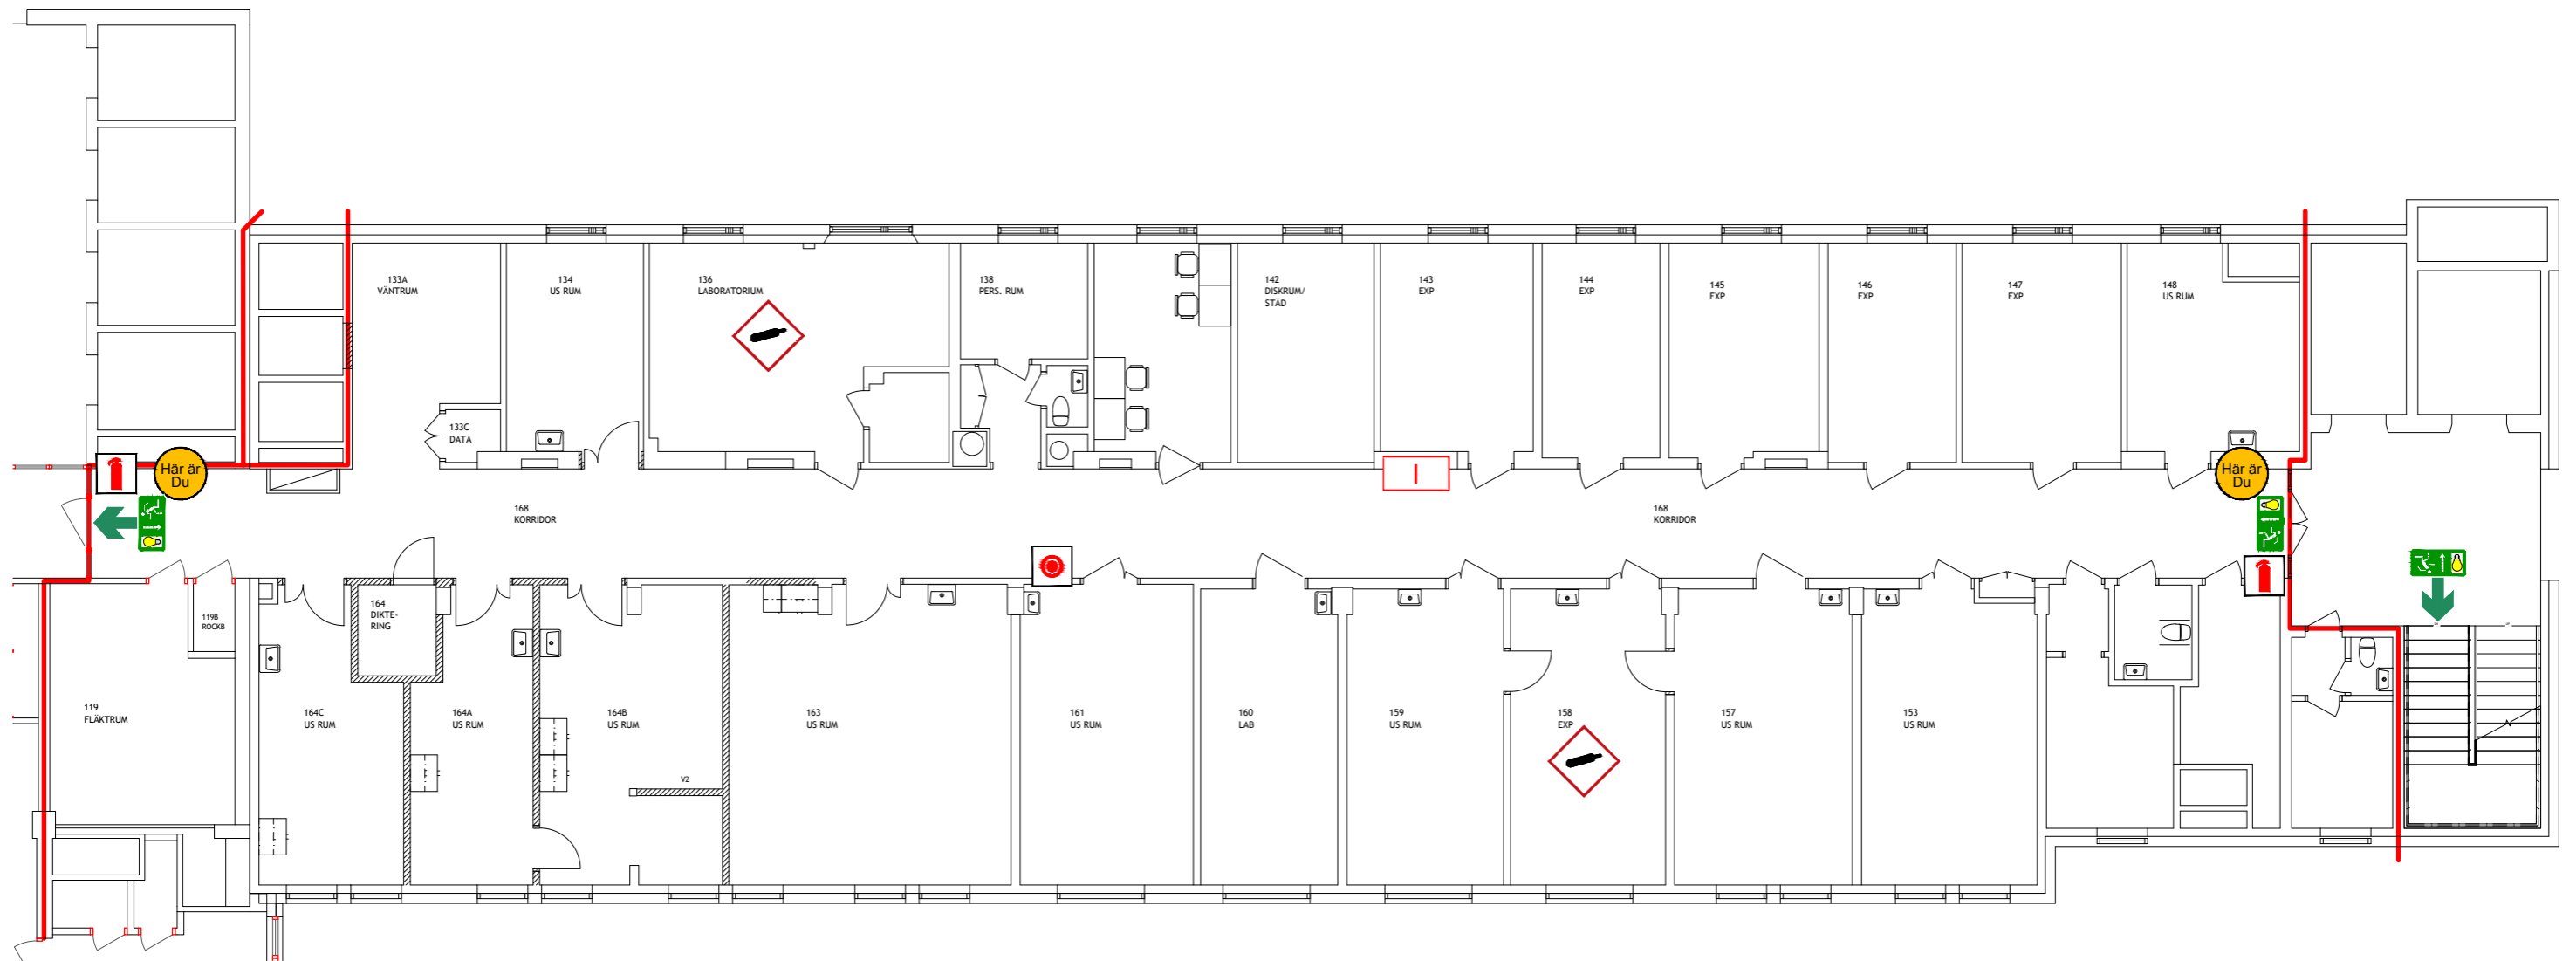 133A
VÄNTRUM
134
US RUM
136
LABORATORIUM
138
PERS. RUM
142
DISKRUM/
STÄD
143
EXP
144
EXP
145
EXP
146
EXP
147
EXP
148
US RUM
133C
DATA
Här är
Du
Här är
Du
168
KORRIDOR
168
KORRIDOR
119B
ROCKB
164
DIKTE-
RING
119
FLÄKTRUM
164C
US RUM
164A
US RUM
164B
US RUM
163
US RUM
161
US RUM
160
LAB
159
US RUM
158
EXP
157
US RUM
153
US RUM
V2